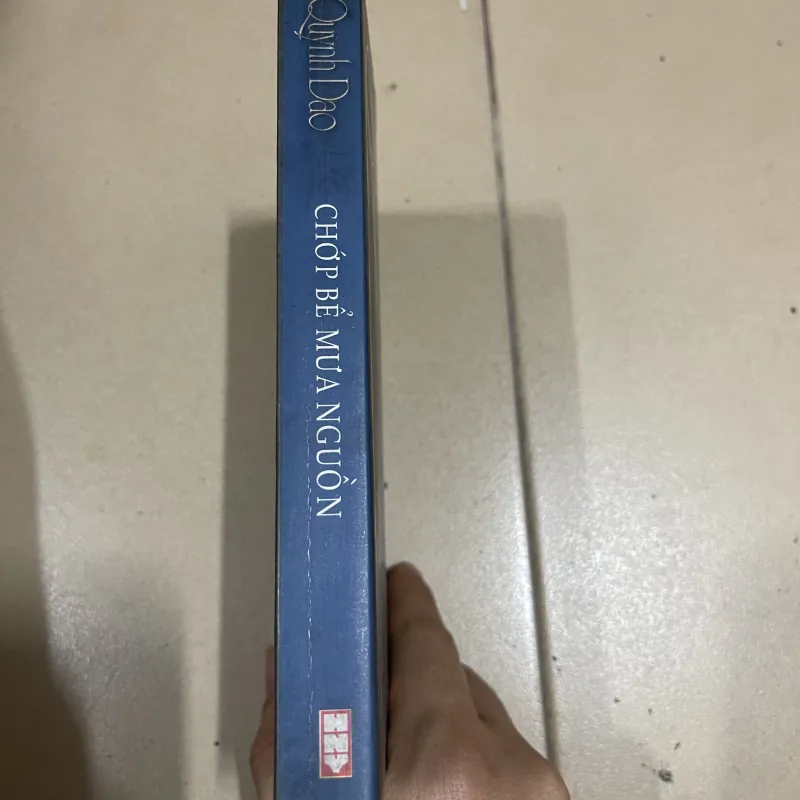 Quỳnh Dao
CHỚP BỂ MƯA NGUỒN